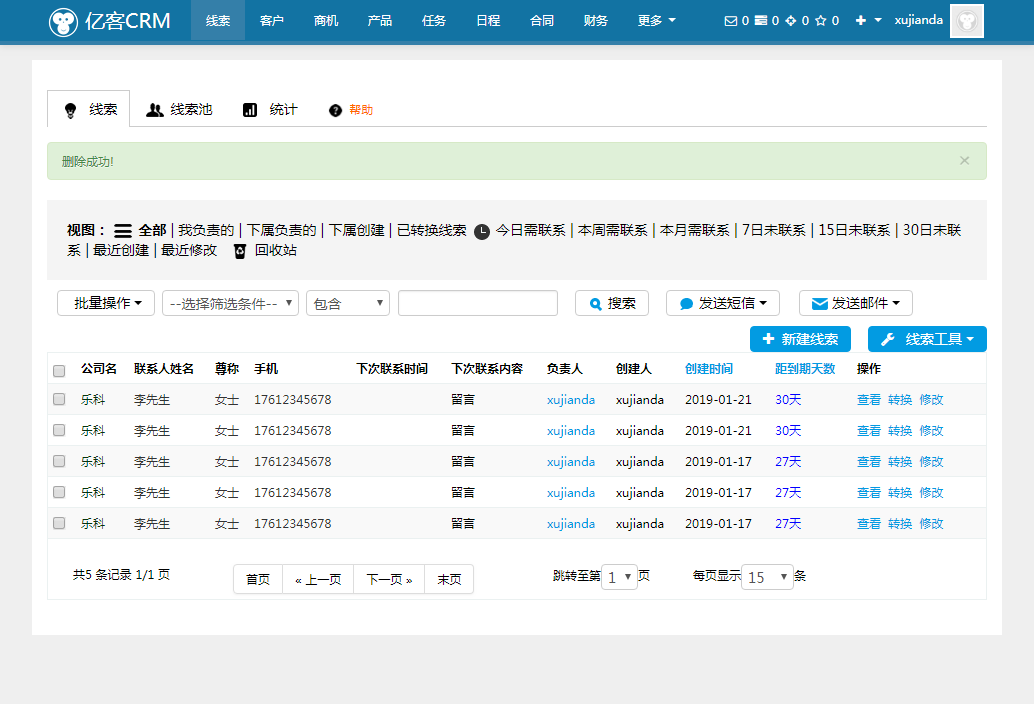 亿客CRM 线索 客户 商机 产品 任务 日程 合同 财务 更多 0 0 0 0 xujianda
线索 线索池 统计 帮助
删除成功! ×
视图： 全部 | 我负责的 | 下属负责的 | 下属创建 | 已转换线索 今日需联系 | 本周需联系 | 本月需联系 | 7日未联系 | 15日未联系 | 30日未联
系 | 最近创建 | 最近修改 回收站
批量操作 --选择筛选条件-- 包含 搜索 发送短信 发送邮件
新建线索 线索工具
公司名 联系人姓名 尊称 手机 下次联系时间 下次联系内容 负责人 创建人 创建时间 距到期天数 操作
乐科 李先生 女士 17612345678 留言 xujianda xujianda 2019-01-21 30天 查看 转换 修改
乐科 李先生 女士 17612345678 留言 xujianda xujianda 2019-01-21 30天 查看 转换 修改
乐科 李先生 女士 17612345678 留言 xujianda xujianda 2019-01-17 27天 查看 转换 修改
乐科 李先生 女士 17612345678 留言 xujianda xujianda 2019-01-17 27天 查看 转换 修改
乐科 李先生 女士 17612345678 留言 xujianda xujianda 2019-01-17 27天 查看 转换 修改
共5 条记录 1/1 页 首页 « 上一页 下一页 » 末页 跳转至第 1 页 每页显示 15 条